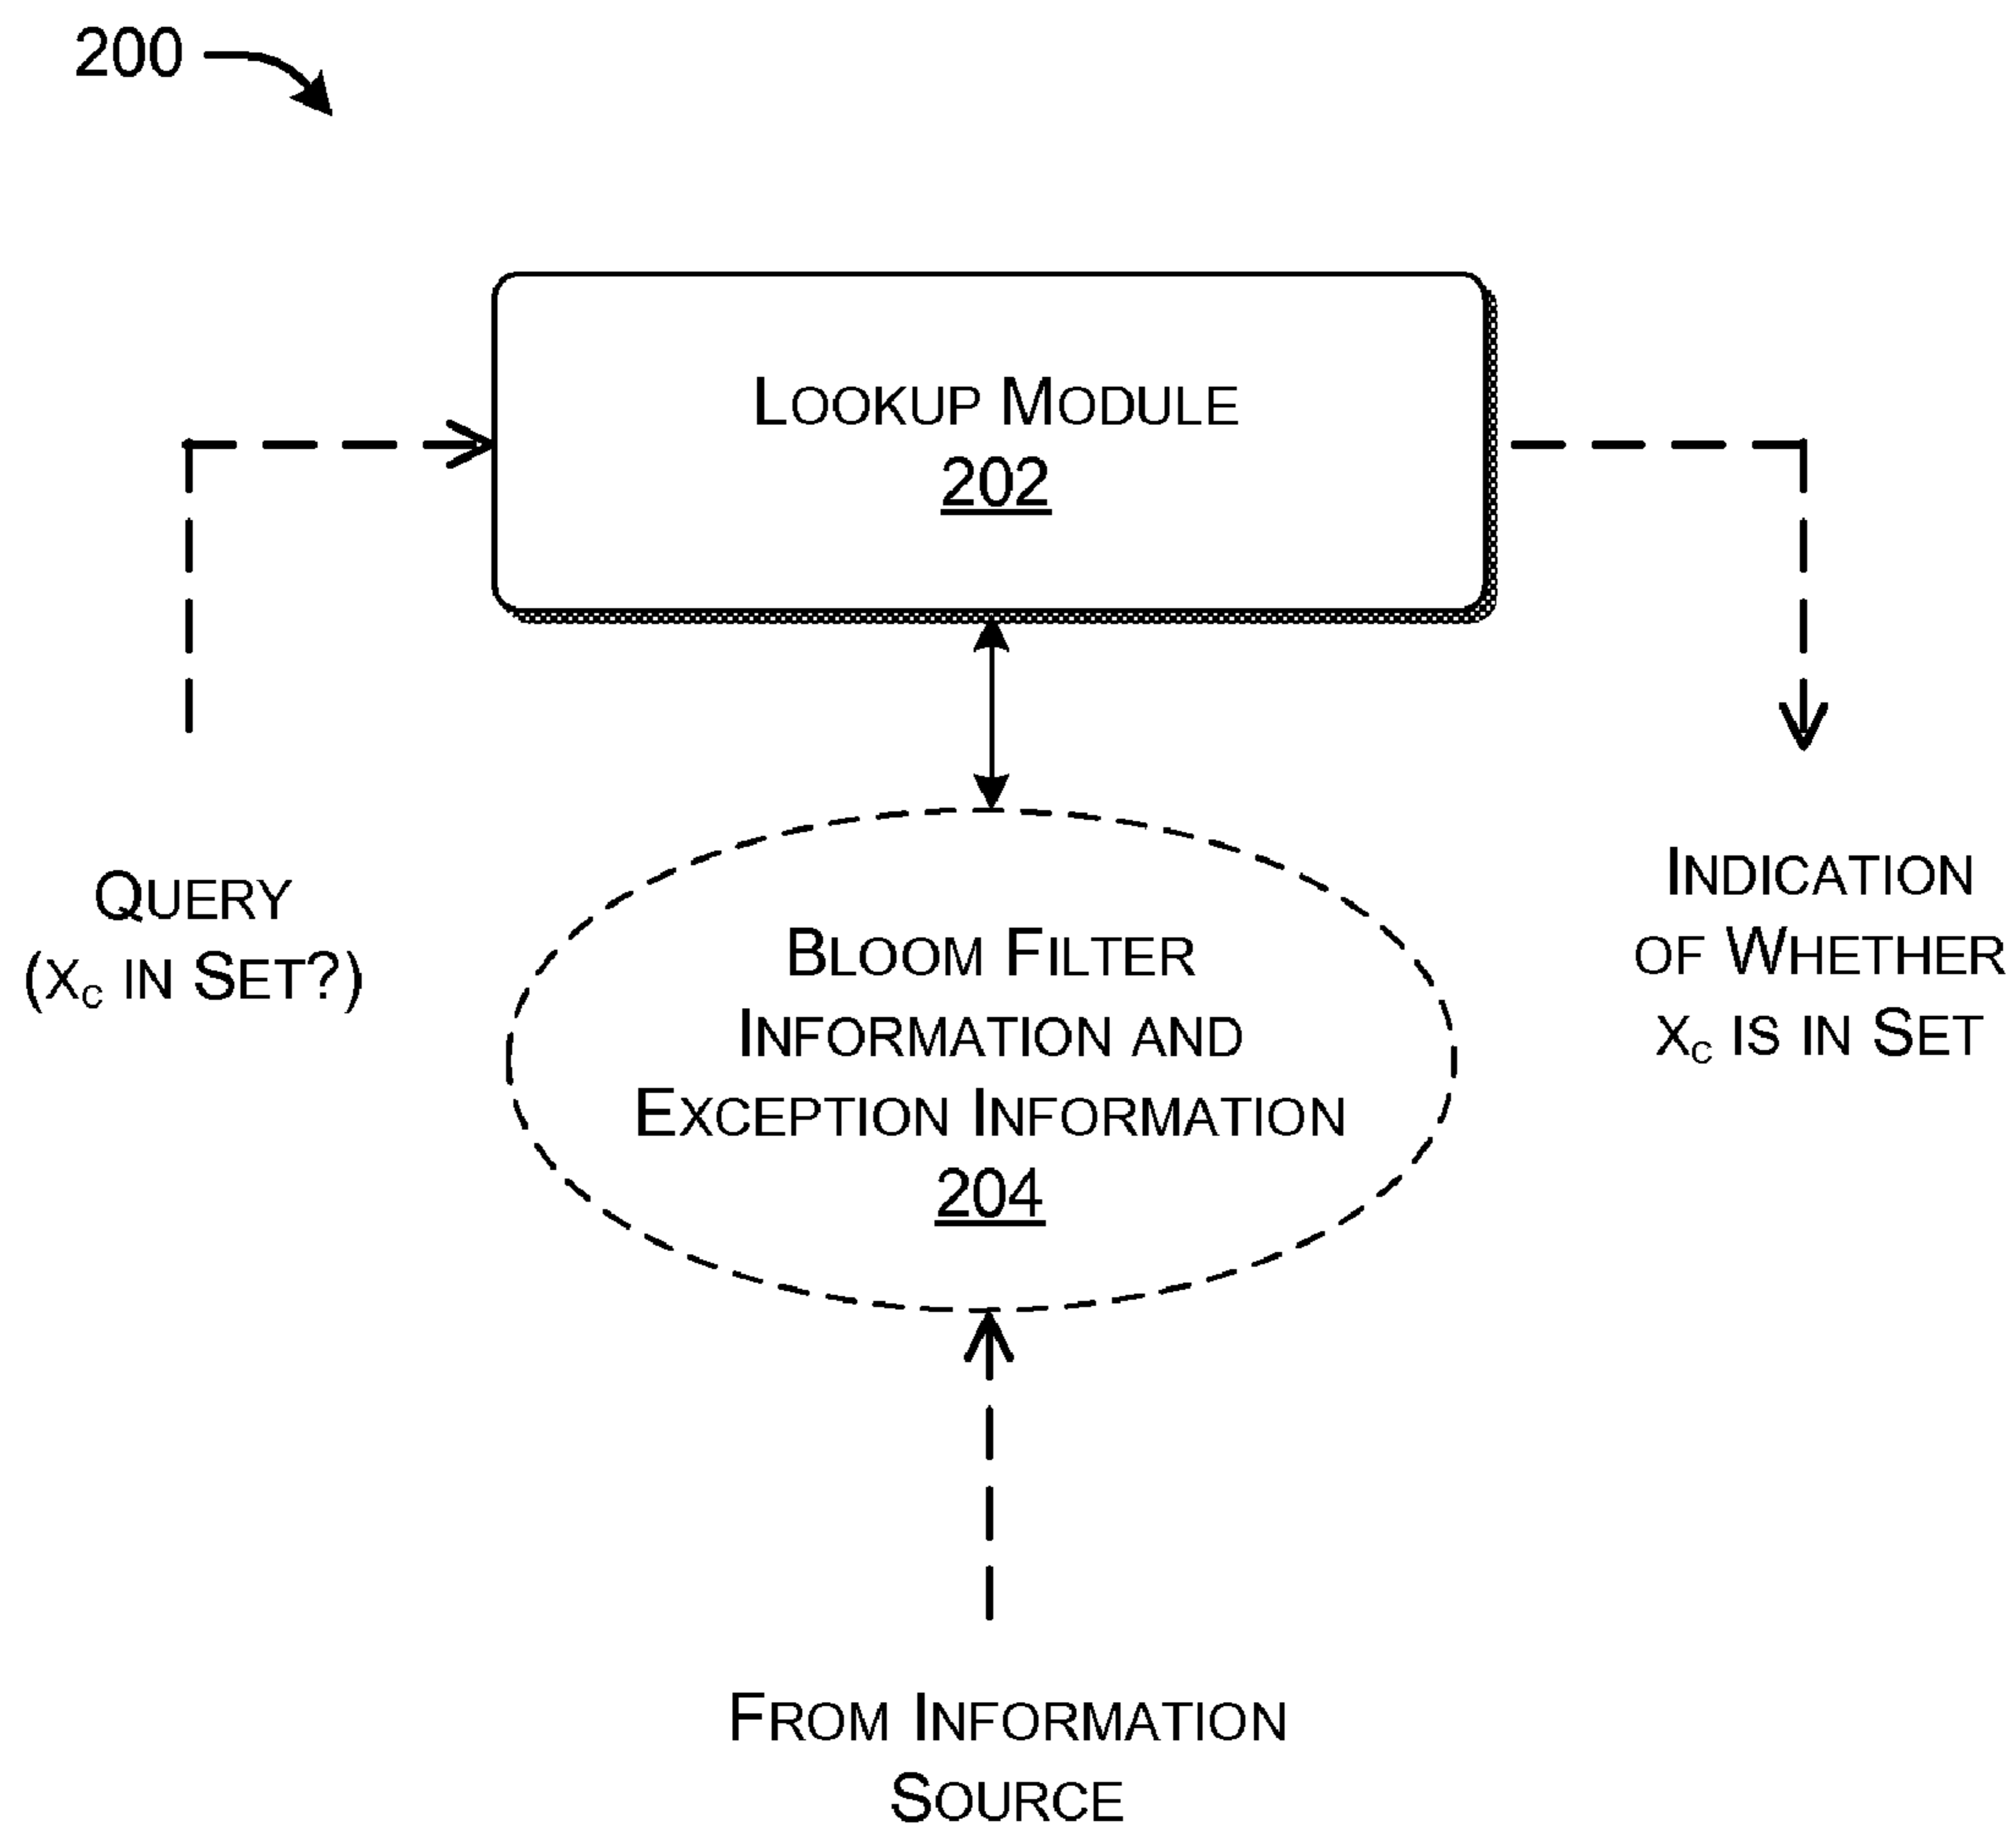 200
LOOKUP MODULE
202
QUERY
(Xc IN SET?)
BLOOM FILTER
INFORMATION AND
EXCEPTION INFORMATION
204
INDICATION
OF WHETHER
Xc IS IN SET
FROM INFORMATION
SOURCE